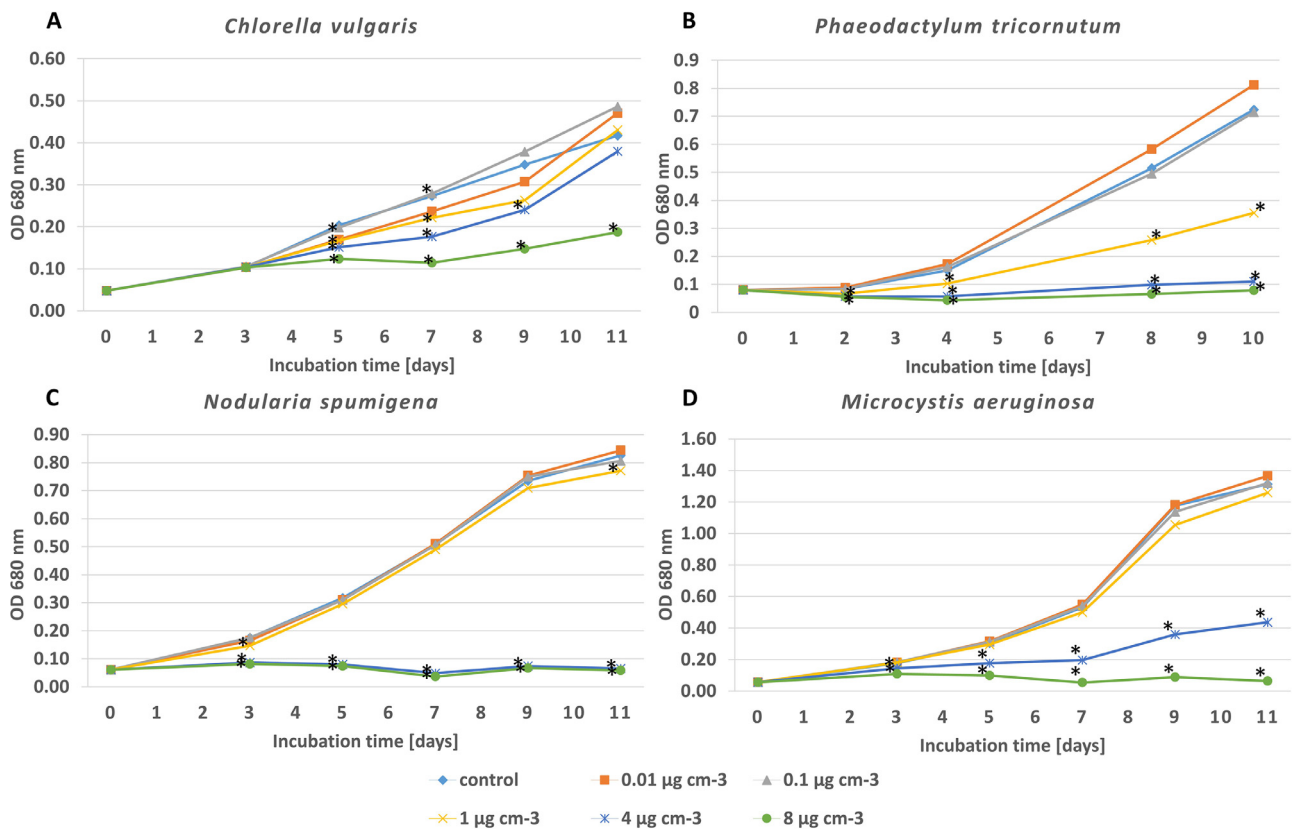 A
Chlorella vulgaris
0.60
0.50
0.40
0.30
0.20
0.10
0.00
OD 680 nm
0 1 2 3 4 5 6 7 8 9 10 11
Incubation time [days]
B
Phaeodactylum tricornutum
0.9
0.8
0.7
0.6
0.5
0.4
0.3
0.2
0.1
0
OD 680 nm
0 1 2 3 4 5 6 7 8 9 10
Incubation time [days]
C
Nodularia spumigena
0.90
0.80
0.70
0.60
0.50
0.40
0.30
0.20
0.10
0.00
OD 680 nm
0 1 2 3 4 5 6 7 8 9 10 11
Incubation time [days]
D
Microcystis aeruginosa
1.60
1.40
1.20
1.00
0.80
0.60
0.40
0.20
0.00
OD 680 nm
0 1 2 3 4 5 6 7 8 9 10 11
Incubation time [days]
control 0.01 µg cm-3 0.1 µg cm-3
1 µg cm-3 4 µg cm-3 8 µg cm-3